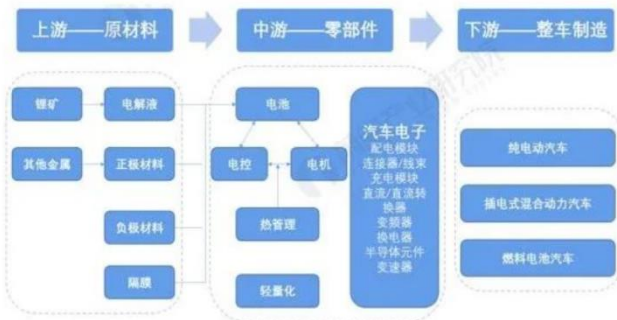 上游——原材料
中游——零部件
下游——整车制造
锂矿
电解液
其他金属
正极材料
负极材料
隔膜
电池
电控
电机
热管理
轻量化
汽车电子
配电模块
连接器/线束
充电模块
直流/直流转
换器
变频器
换电器
半导体元件
变速器
纯电动汽车
插电式混合动力汽车
燃料电池汽车